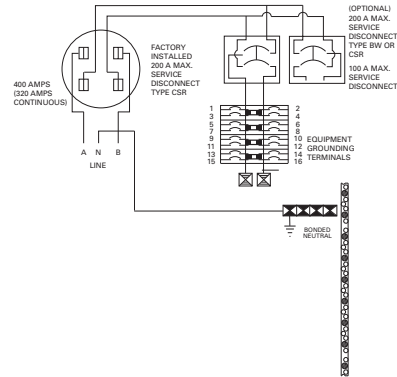 (OPTIONAL)
200 A MAX.
SERVICE
DISCONNECT
TYPE BW OR
CSR
100 A MAX.
SERVICE
DISCONNECT
FACTORY
INSTALLED
200 A MAX.
SERVICE
DISCONNECT
TYPE CSR
400 AMPS
(320 AMPS
CONTINUOUS)
A N B
LINE
1 2
3 4
5 6
7 8
9 10
11 12
13 14
15 16
EQUIPMENT
GROUNDING
TERMINALS
BONDED
NEUTRAL